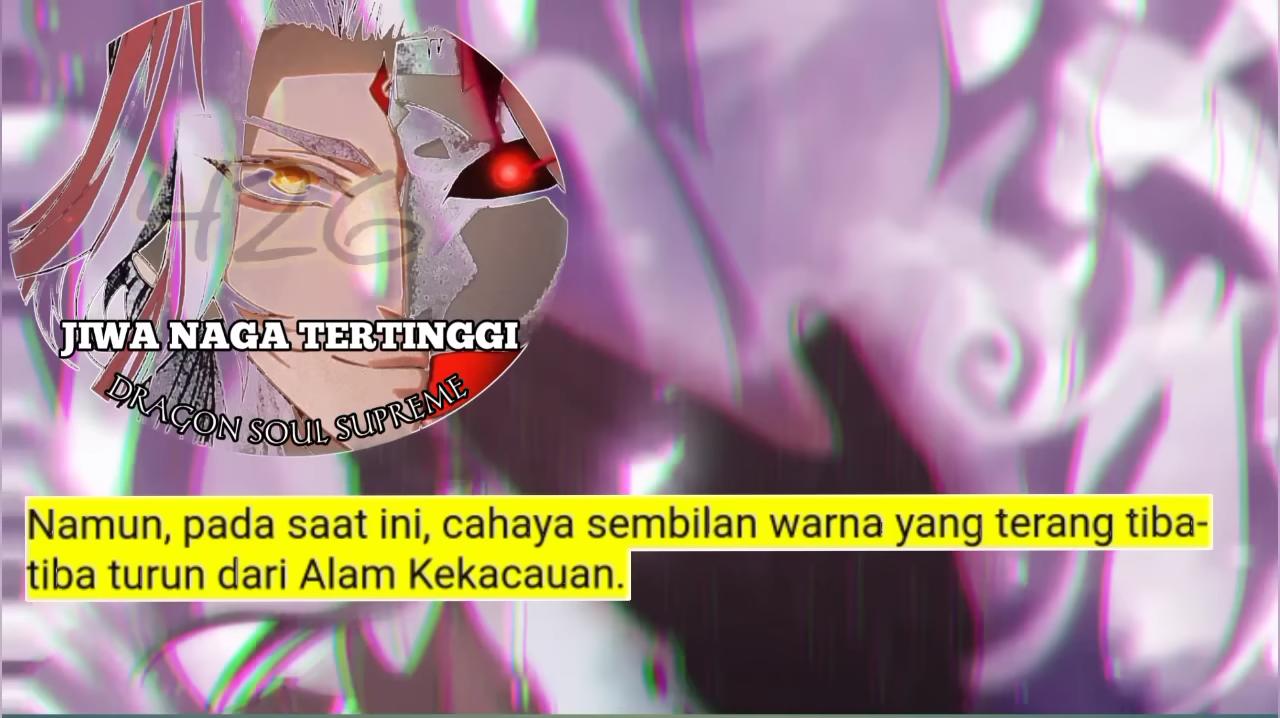 426
JIWA NAGA TERTINGGI
DRAGON SOUL SUPREME
Namun, pada saat ini, cahaya sembilan warna yang terang tiba-
tiba turun dari Alam Kekacauan.